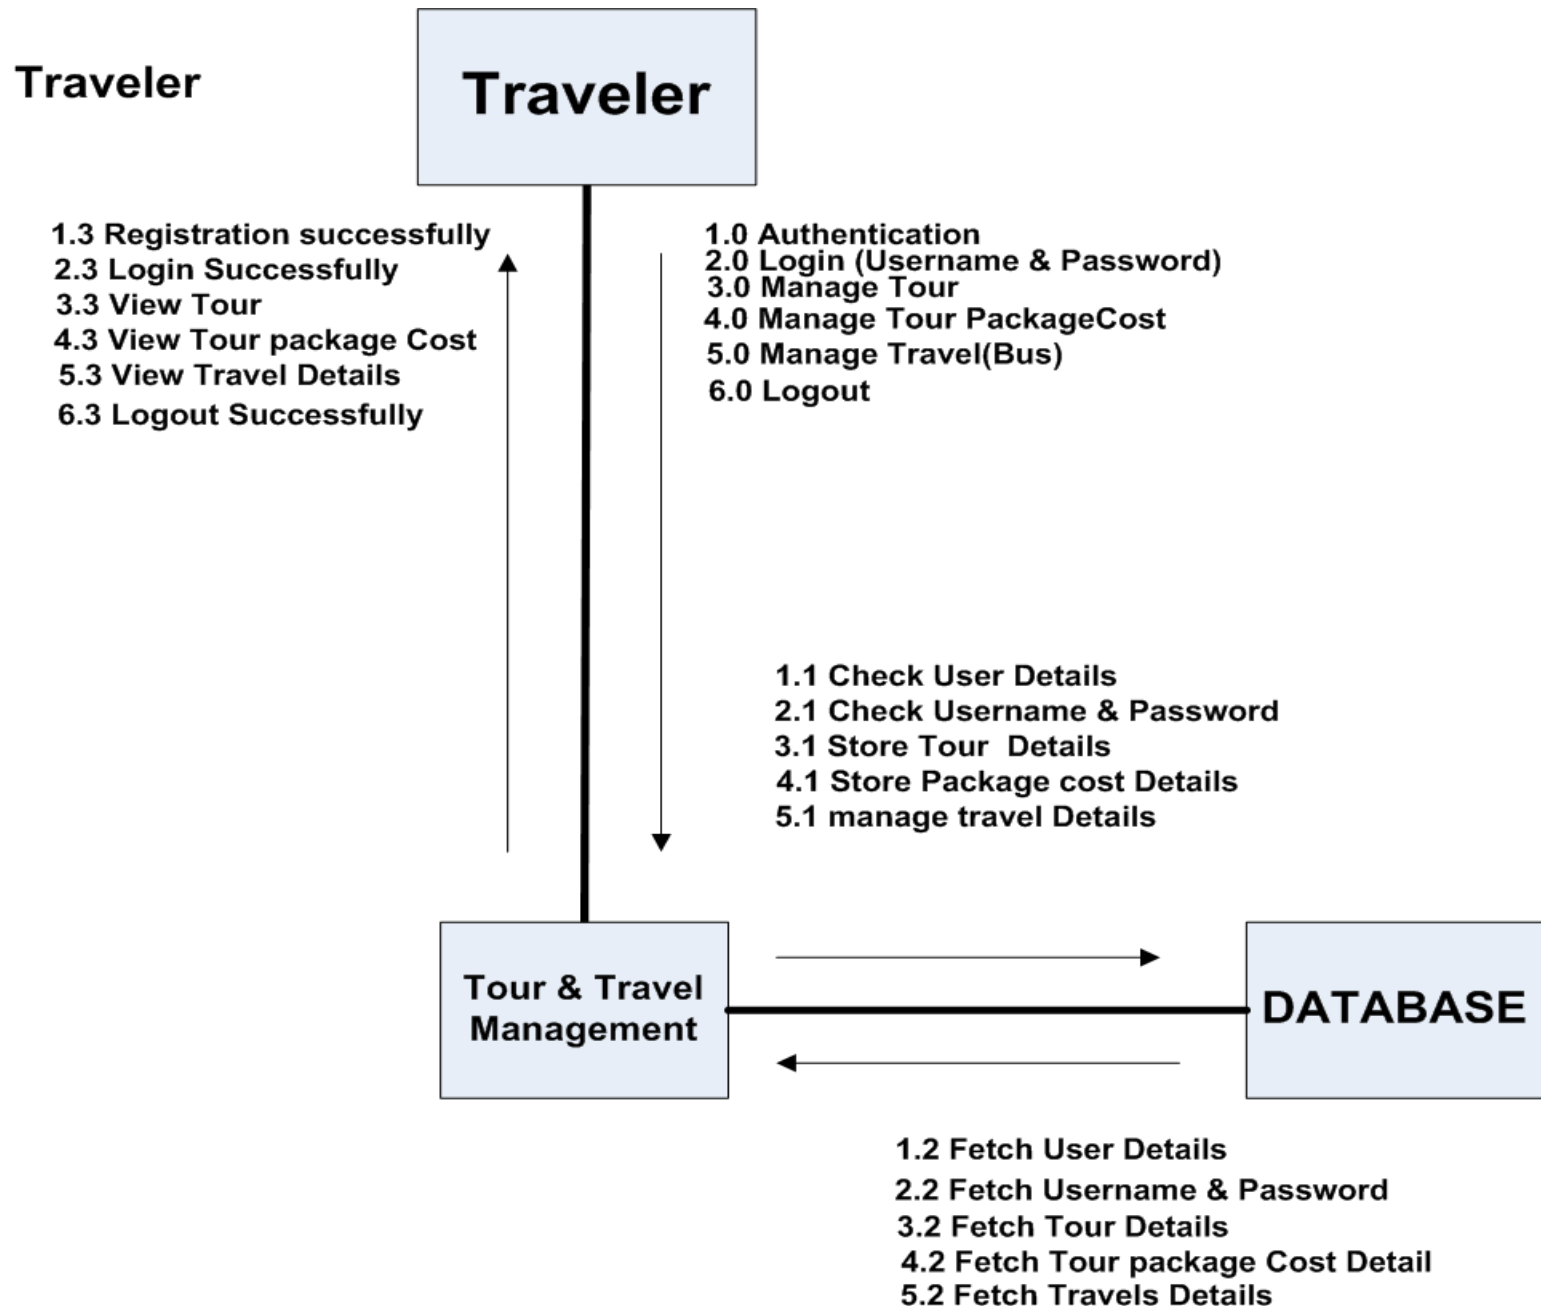 Traveler
Traveler
1.3 Registration successfully
2.3 Login Successfully
3.3 View Tour
4.3 View Tour package Cost
5.3 View Travel Details
6.3 Logout Successfully
1.0 Authentication
2.0 Login (Username & Password)
3.0 Manage Tour
4.0 Manage Tour PackageCost
5.0 Manage Travel(Bus)
6.0 Logout
1.1 Check User Details
2.1 Check Username & Password
3.1 Store Tour  Details
4.1 Store Package cost Details
5.1 manage travel Details
Tour & Travel
Management
DATABASE
1.2 Fetch User Details
2.2 Fetch Username & Password
3.2 Fetch Tour Details
4.2 Fetch Tour package Cost Detail
5.2 Fetch Travels Details